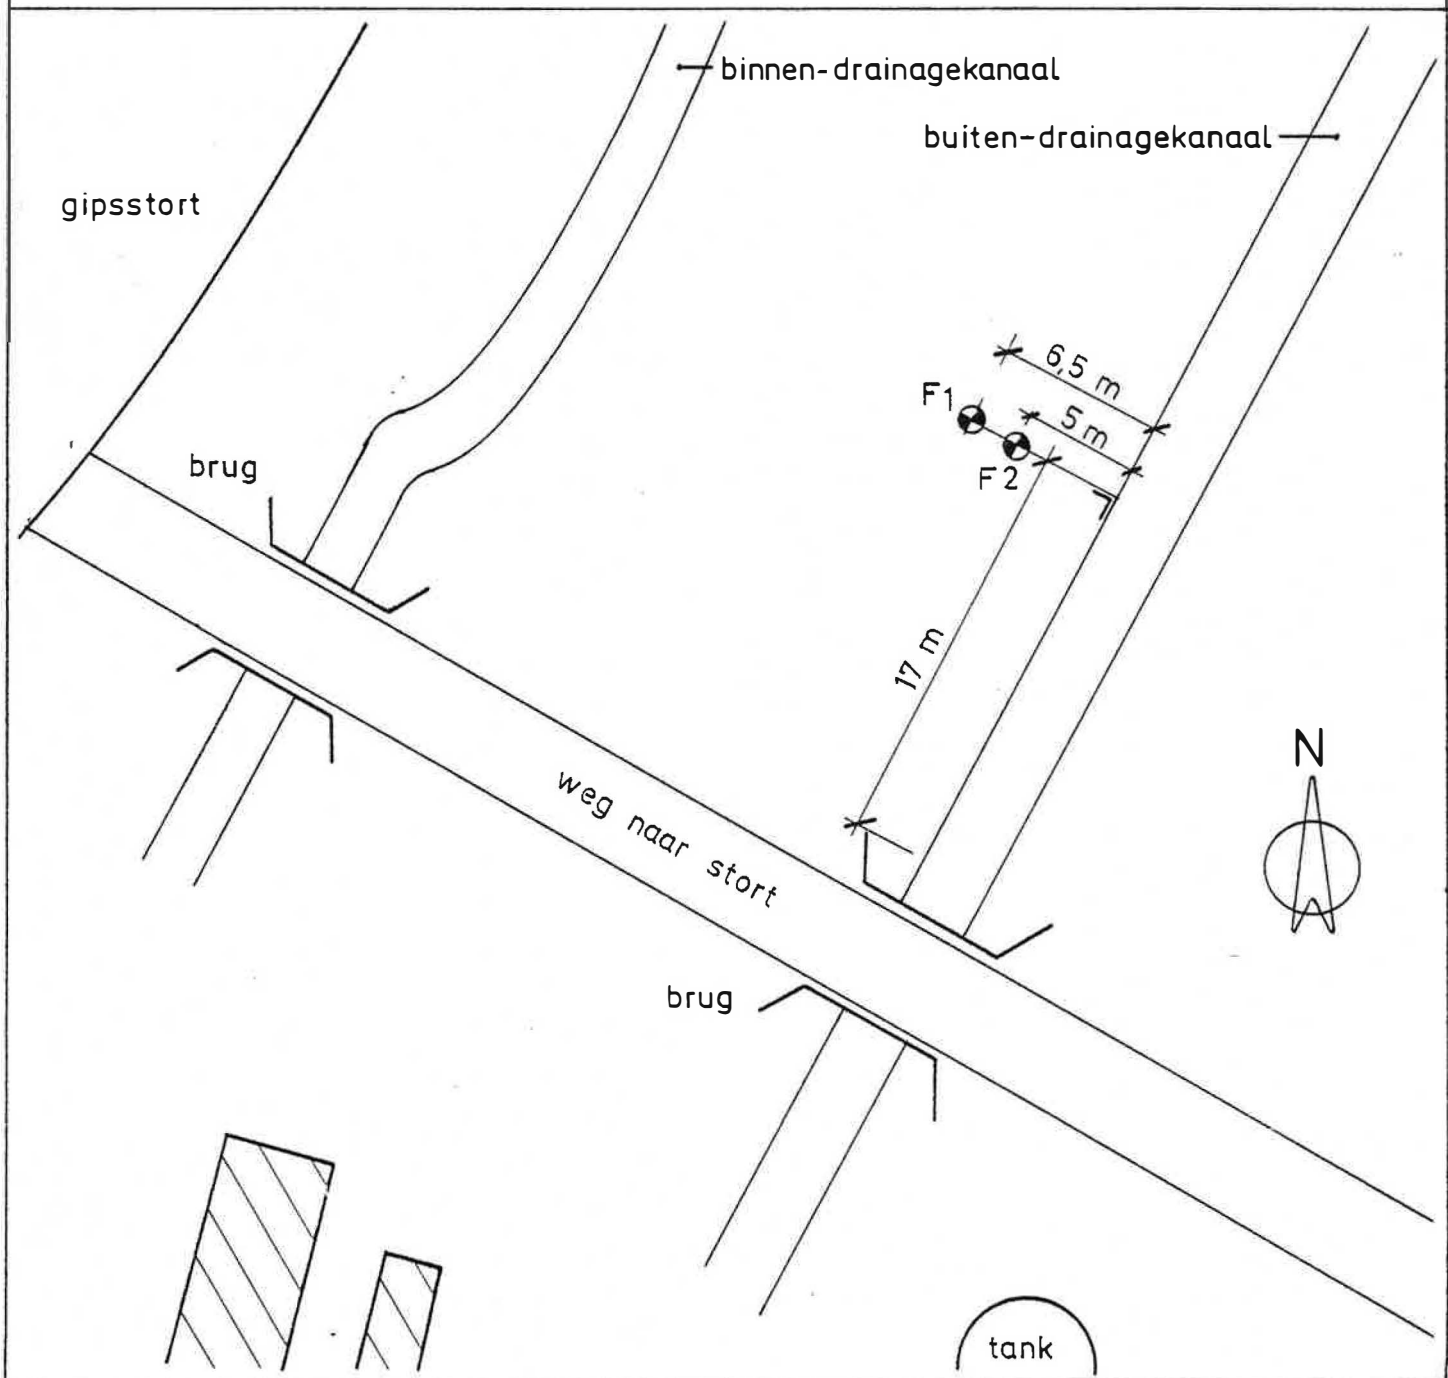 binnen-drainagekanaal
buiten-drainagekanaal
gipsstort
6,5 m
F1
5 m
F2
brug
17 m
N
weg naar stort
brug
tank